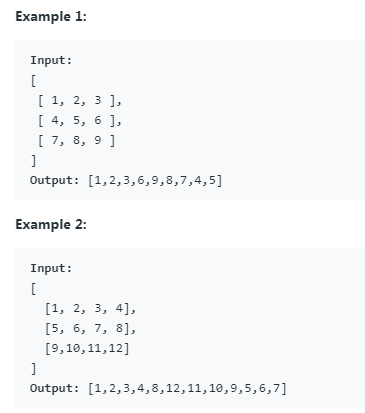 Example 1:
Input:
[
 [ 1, 2, 3 ],
 [ 4, 5, 6 ],
 [ 7, 8, 9 ]
]
Output: [1,2,3,6,9,8,7,4,5]
Example 2:
Input:
[
  [1, 2, 3, 4],
  [5, 6, 7, 8],
  [9,10,11,12]
]
Output: [1,2,3,4,8,12,11,10,9,5,6,7]